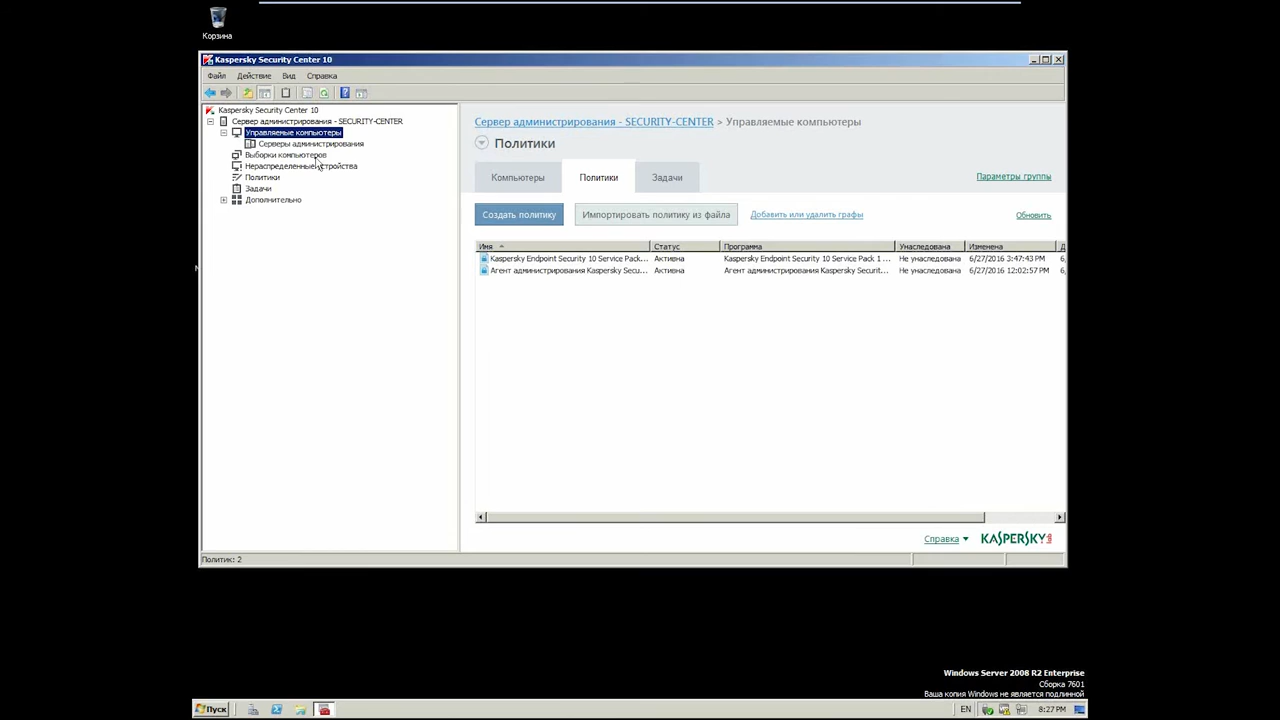 Корзина
Kaspersky Security Center 10
Файл Действие Вид Справка
Kaspersky Security Center 10
Сервер администрирования - SECURITY-CENTER
Управляемые компьютеры
Серверы администрирования
Выборки компьютеров
Нераспределенные устройства
Политики
Задачи
Дополнительно
Сервер администрирования - SECURITY-CENTER > Управляемые компьютеры
Политики
Компьютеры Политики Задачи
Параметры группы
Создать политику Импортировать политику из файла Добавить или удалить графы Обновить
Имя Статус Программа Унаследована Изменена Д
Kaspersky Endpoint Security 10 Service Pack... Активна Kaspersky Endpoint Security 10 Service Pack 1 ... Не унаследована 6/27/2016 3:47:43 PM 6,
Агент администрирования Kaspersky Secu... Активна Агент администрирования Kaspersky Securit... Не унаследована 6/27/2016 12:02:57 PM 6,
Справка KASPERSKY lab
Политик: 2
Windows Server 2008 R2 Enterprise
Сборка 7601
Ваша копия Windows не является подлинной
Пуск EN 8:27 PM